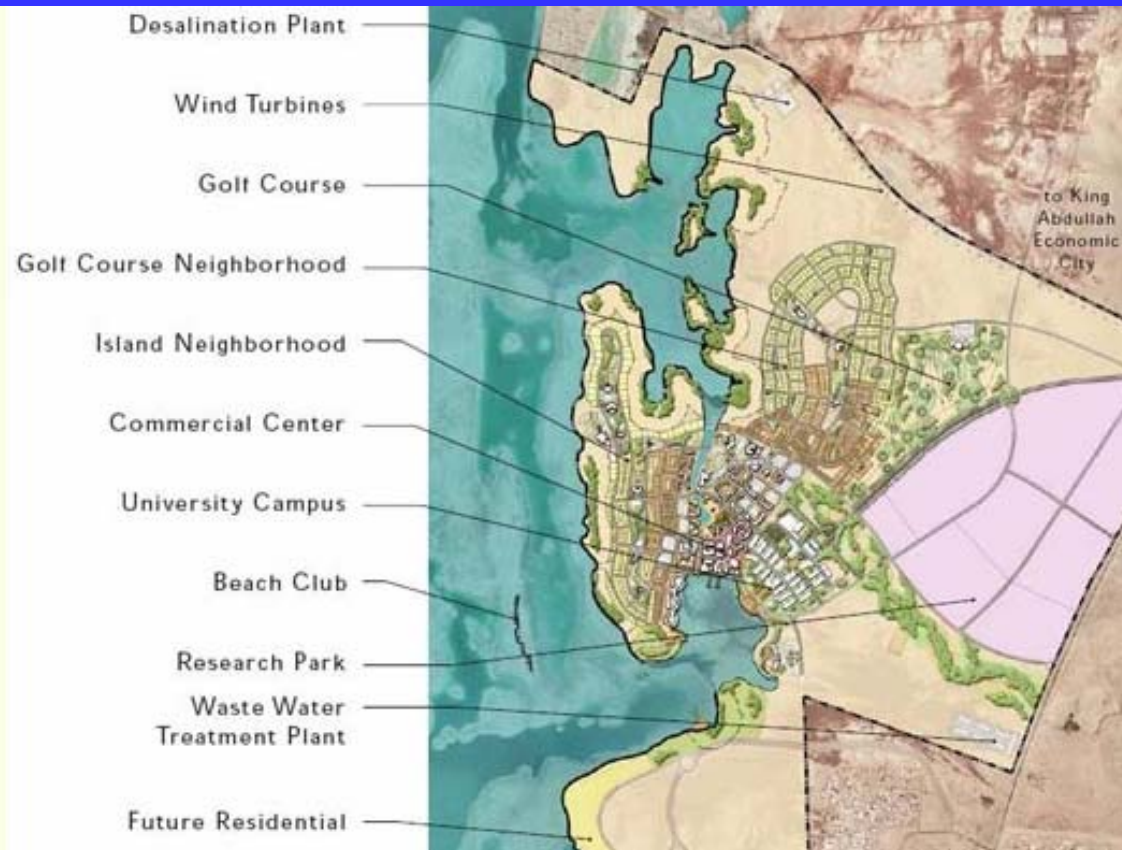 Desalination Plant
Wind Turbines
Golf Course
to King
Abdullah
Economic
City
Golf Course Neighborhood
Island Neighborhood
Commercial Center
University Campus
Beach Club
Research Park
Waste Water
Treatment Plant
Future Residential